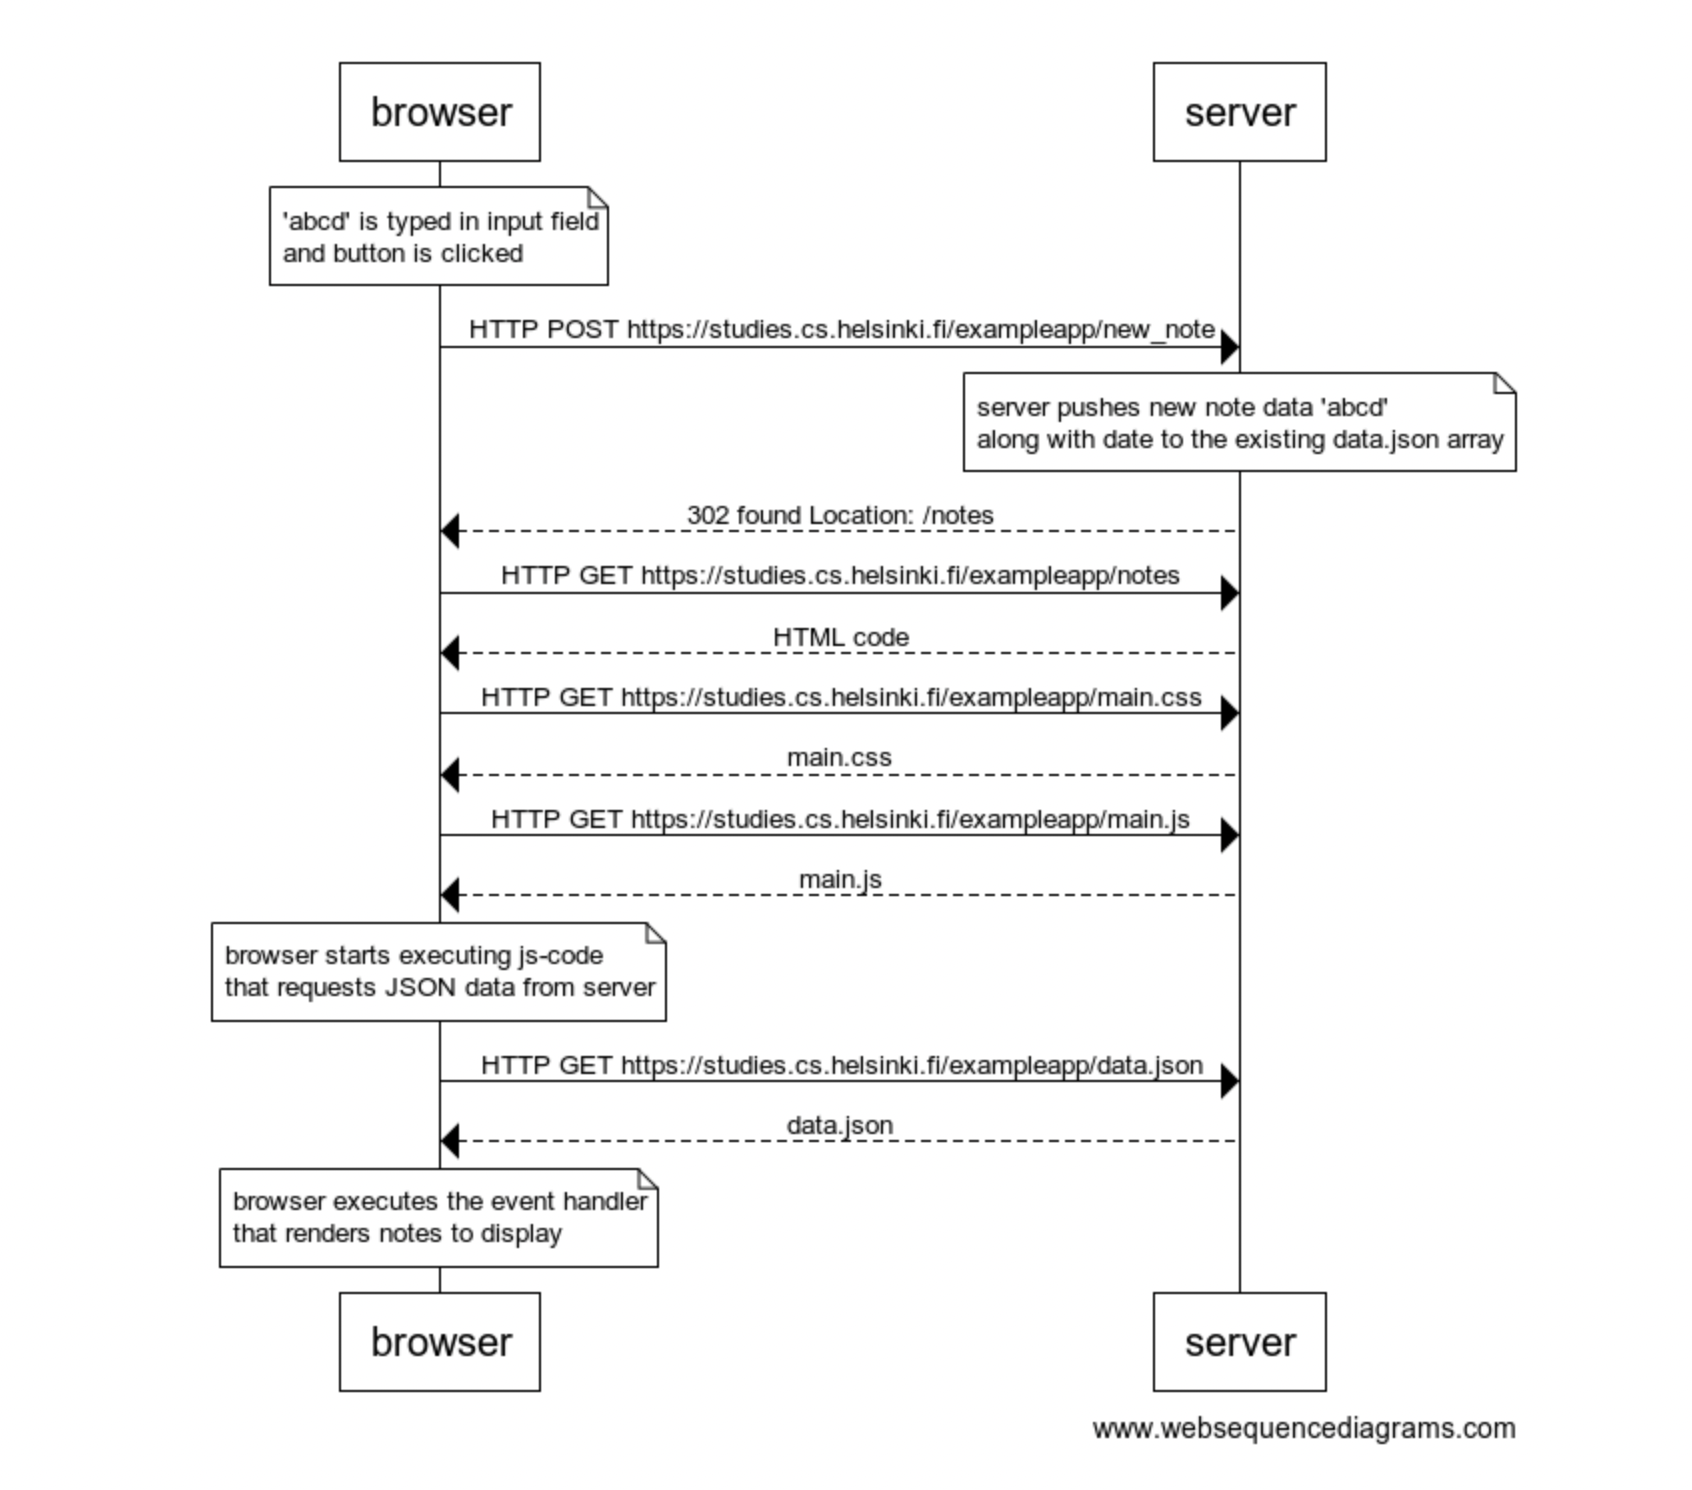 browser
server
'abcd' is typed in input field
and button is clicked
HTTP POST https://studies.cs.helsinki.fi/exampleapp/new_note
server pushes new note data 'abcd'
along with date to the existing data.json array
302 found Location: /notes
HTTP GET https://studies.cs.helsinki.fi/exampleapp/notes
HTML code
HTTP GET https://studies.cs.helsinki.fi/exampleapp/main.css
main.css
HTTP GET https://studies.cs.helsinki.fi/exampleapp/main.js
main.js
browser starts executing js-code
that requests JSON data from server
HTTP GET https://studies.cs.helsinki.fi/exampleapp/data.json
data.json
browser executes the event handler
that renders notes to display
browser
server
www.websequencediagrams.com